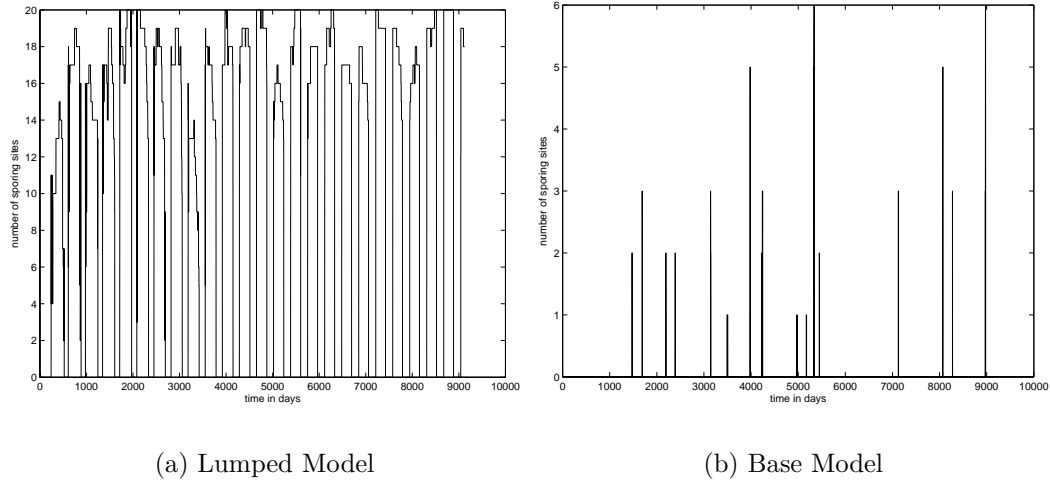 20
18
16
14
12
10
8
6
4
2
0
number of sporing sites
0 1000 2000 3000 4000 5000 6000 7000 8000 9000 10000
time in days
(a) Lumped Model
6
5
4
3
2
1
0
number of sporing sites
0 1000 2000 3000 4000 5000 6000 7000 8000 9000 10000
time in days
(b) Base Model